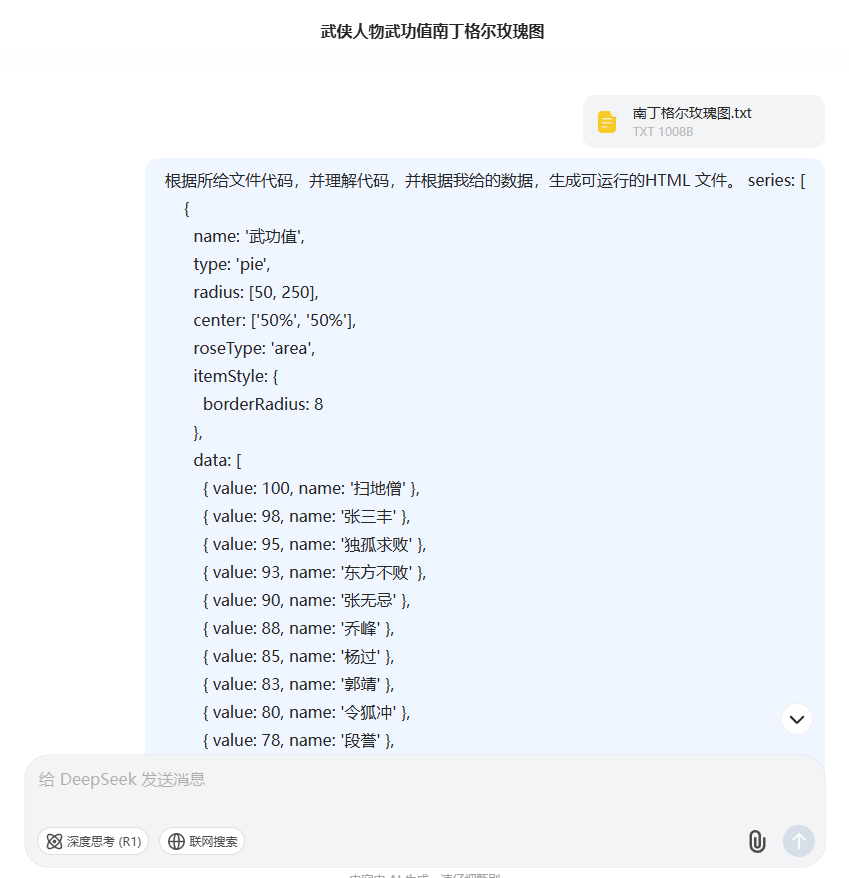 武侠人物武功值南丁格尔玫瑰图
南丁格尔玫瑰图.txt
TXT 1008B
根据所给文件代码，并理解代码，并根据我给的数据，生成可运行的HTML 文件。 series: [
{
name: '武功值',
type: 'pie',
radius: [50, 250],
center: ['50%', '50%'],
roseType: 'area',
itemStyle: {
borderRadius: 8
},
data: [
{ value: 100, name: '扫地僧' },
{ value: 98, name: '张三丰' },
{ value: 95, name: '独孤求败' },
{ value: 93, name: '东方不败' },
{ value: 90, name: '张无忌' },
{ value: 88, name: '乔峰' },
{ value: 85, name: '杨过' },
{ value: 83, name: '郭靖' },
{ value: 80, name: '令狐冲' },
{ value: 78, name: '段誉' },
给 DeepSeek 发送消息
深度思考 (R1)
联网搜索